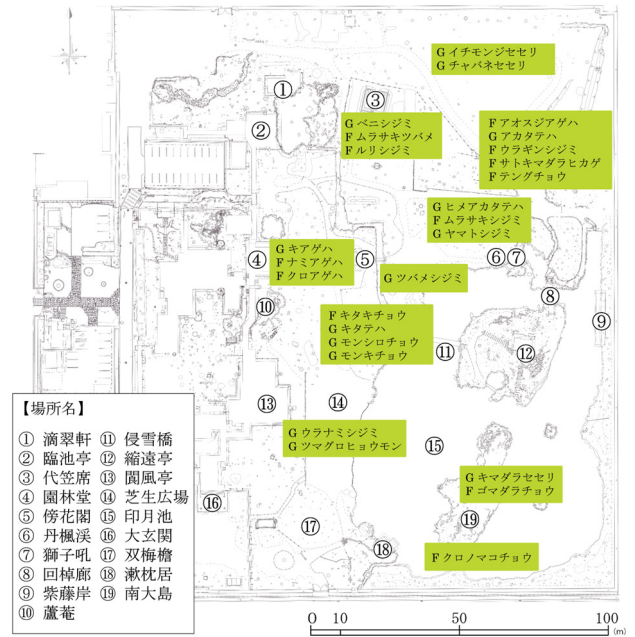 G イチモンジセセリ
G チャバネセセリ
①
③
②
G ベニシジミ
F ムラサキツバメ
F ルリシジミ
F アオスジアゲハ
G アカタテハ
F ウラギンシジミ
F サトキマダラヒカゲ
F テングチョウ
G ヒメアカタテハ
F ムラサキシジミ
G ヤマトシジミ
④
G キアゲハ
F ナミアゲハ
F クロアゲハ
⑤
G ツバメシジミ
⑥⑦
⑧
⑨
⑩
F キタキチョウ
G キタテハ
G モンシロチョウ
G モンキチョウ
⑪
⑫
⑬
⑭
G ウラナミシジミ
G ツマグロヒョウモン
⑮
G キマダラセセリ
F ゴマダラチョウ
⑯
⑰
⑱
⑲
F クロノマコチョウ
【場所名】
① 滴翠軒 ⑪ 侵雪橋
② 臨池亭 ⑫ 縮遠亭
③ 代笠席 ⑬ 閬風亭
④ 園林堂 ⑭ 芝生広場
⑤ 傍花閣 ⑮ 印月池
⑥ 丹楓渓 ⑯ 大玄関
⑦ 獅子吼 ⑰ 双梅檐
⑧ 回棹廊 ⑱ 漱枕居
⑨ 紫藤岸 ⑲ 南大島
⑩ 蘆菴
0 10 50 100
(m)